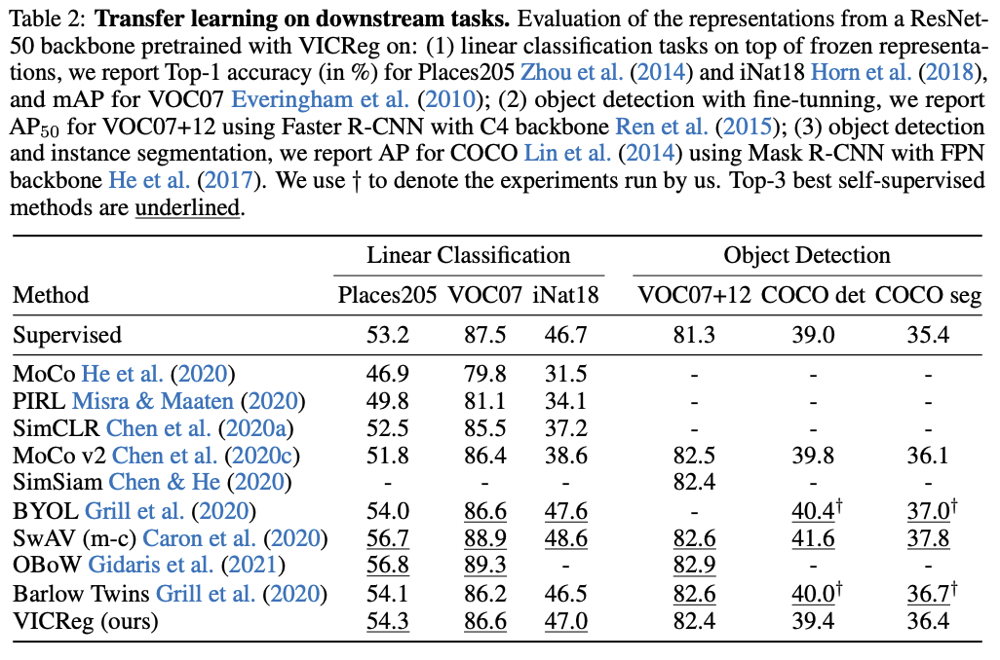 Table 2: Transfer learning on downstream tasks. Evaluation of the representations from a ResNet-
50 backbone pretrained with VICReg on: (1) linear classification tasks on top of frozen representa-
tions, we report Top-1 accuracy (in %) for Places205 Zhou et al. (2014) and iNat18 Horn et al. (2018),
and mAP for VOC07 Everingham et al. (2010); (2) object detection with fine-tunning, we report
AP50 for VOC07+12 using Faster R-CNN with C4 backbone Ren et al. (2015); (3) object detection
and instance segmentation, we report AP for COCO Lin et al. (2014) using Mask R-CNN with FPN
backbone He et al. (2017). We use † to denote the experiments run by us. Top-3 best self-supervised
methods are underlined.
Linear Classification Object Detection
Method Places205 VOC07 iNat18 VOC07+12 COCO det COCO seg
Supervised 53.2 87.5 46.7 81.3 39.0 35.4
MoCo He et al. (2020) 46.9 79.8 31.5 - - -
PIRL Misra & Maaten (2020) 49.8 81.1 34.1 - - -
SimCLR Chen et al. (2020a) 52.5 85.5 37.2 - - -
MoCo v2 Chen et al. (2020c) 51.8 86.4 38.6 82.5 39.8 36.1
SimSiam Chen & He (2020) - - - 82.4 - -
BYOL Grill et al. (2020) 54.0 86.6 47.6 - 40.4† 37.0†
SwAV (m-c) Caron et al. (2020) 56.7 88.9 48.6 82.6 41.6 37.8
OBoW Gidaris et al. (2021) 56.8 89.3 - 82.9 - -
Barlow Twins Grill et al. (2020) 54.1 86.2 46.5 82.6 40.0† 36.7†
VICReg (ours) 54.3 86.6 47.0 82.4 39.4 36.4